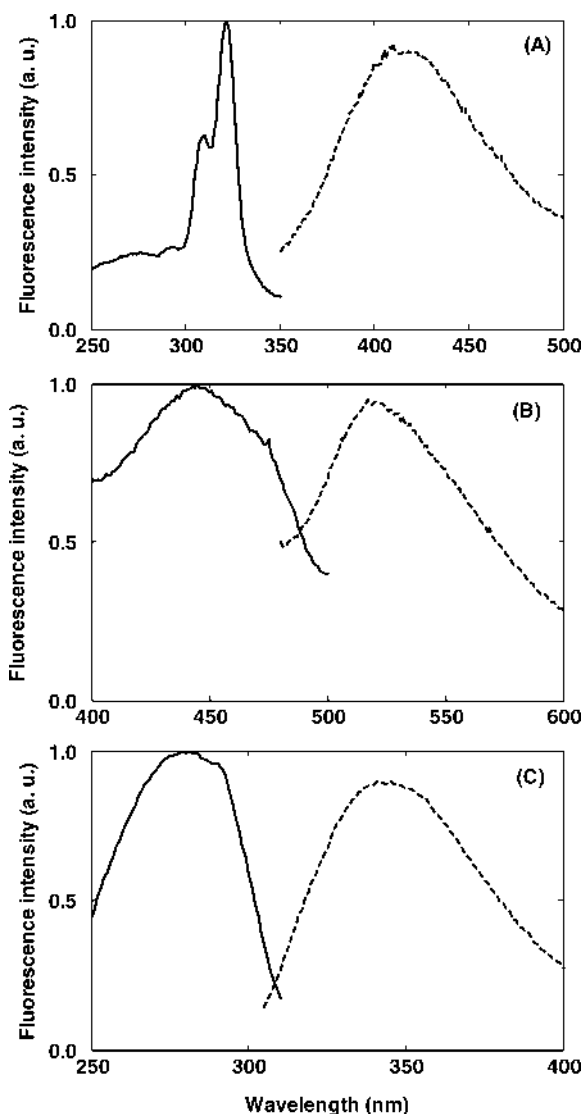 Fluorescence intensity (a. u.)
1.0
0.5
0.0
(A)
250 300 350 400 450 500
Fluorescence intensity (a. u.)
1.0
0.5
0.0
(B)
400 450 500 550 600
Fluorescence intensity (a. u.)
1.0
0.5
0.0
(C)
250 300 350 400
Wavelength (nm)